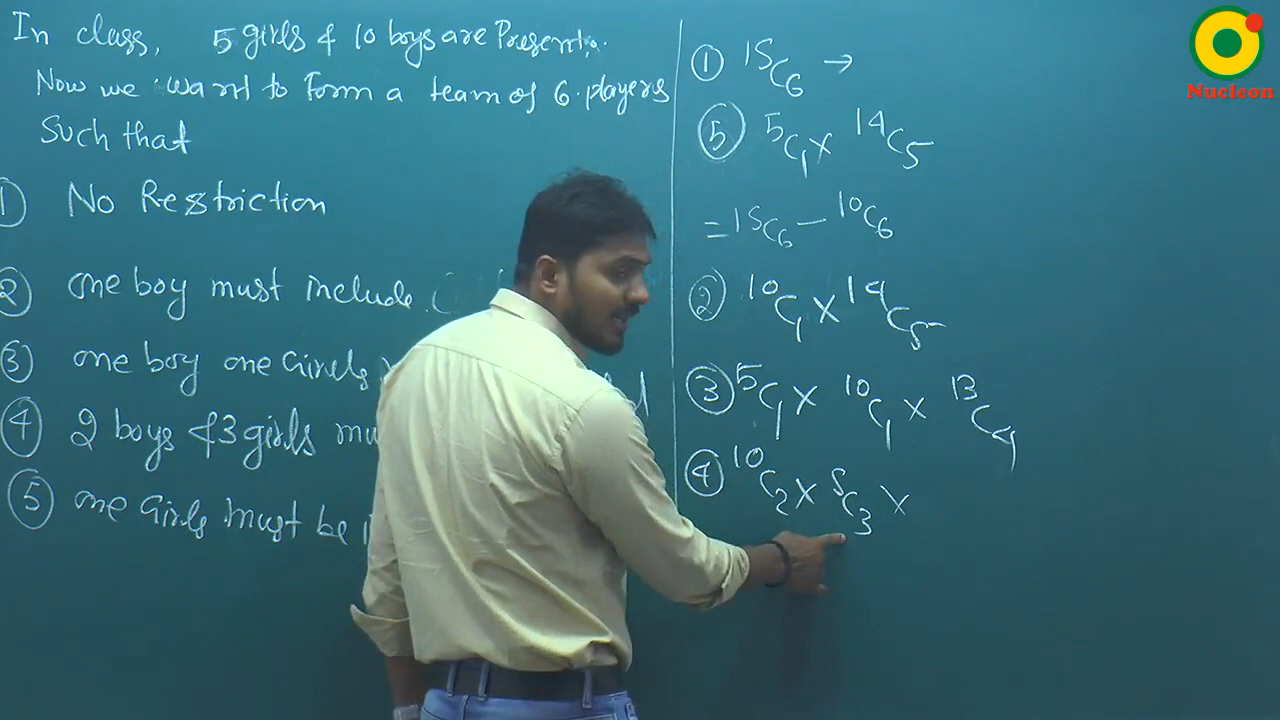 In class, 5 girls & 10 boys are Present.
Now we want to Form a team of 6 players
Such that
① No Restriction
② one boy must include.
③ one boy one Girls
④ 2 boys & 3 girls mu
⑤ one Girls must be
① ¹⁵C₆ →
⑤ ⁵C₁ × ¹⁴C₅
= ¹⁵C₆ − ¹⁰C₆
② ¹⁰C₁ × ¹⁴C₅
③ ⁵C₁ × ¹⁰C₁ × ¹³C₄
④ ¹⁰C₂ × ⁵C₃ ×
Nucleon